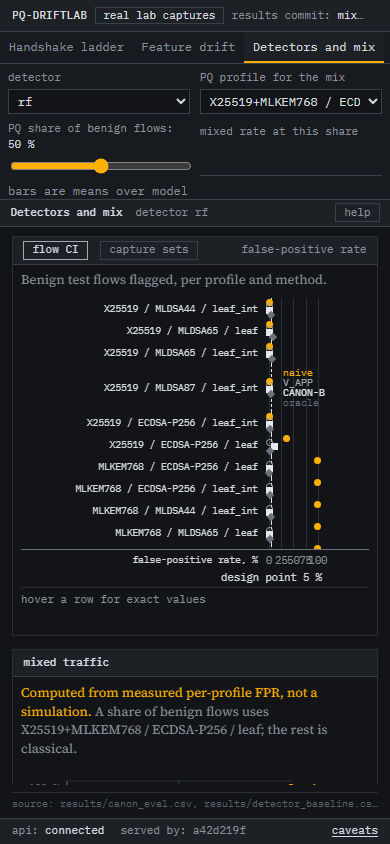 PQ-DRIFTLAB real lab captures results commit: mix…
Handshake ladder Feature drift Detectors and mix
detector PQ profile for the mix
rf X25519+MLKEM768 / ECD
PQ share of benign flows: mixed rate at this share
50 %
bars are means over model
Detectors and mix detector rf help
flow CI capture sets false-positive rate
Benign test flows flagged, per profile and method.
X25519 / MLDSA44 / leaf_int
X25519 / MLDSA65 / leaf
X25519 / MLDSA65 / leaf_int
naive
V_APP
X25519 / MLDSA87 / leaf_int
CANON-B
oracle
X25519 / ECDSA-P256 / leaf_int
X25519 / ECDSA-P256 / leaf
MLKEM768 / ECDSA-P256 / leaf
MLKEM768 / ECDSA-P256 / leaf_int
MLKEM768 / MLDSA44 / leaf_int
MLKEM768 / MLDSA65 / leaf
false-positive rate, % 0 25 50 75 100
design point 5 %
hover a row for exact values
mixed traffic
Computed from measured per-profile FPR, not a
simulation. A share of benign flows uses
X25519+MLKEM768 / ECDSA-P256 / leaf; the rest is
classical.
source: results/canon_eval.csv, results/detector_baseline.cs…
api: connected served by: a42d219f caveats